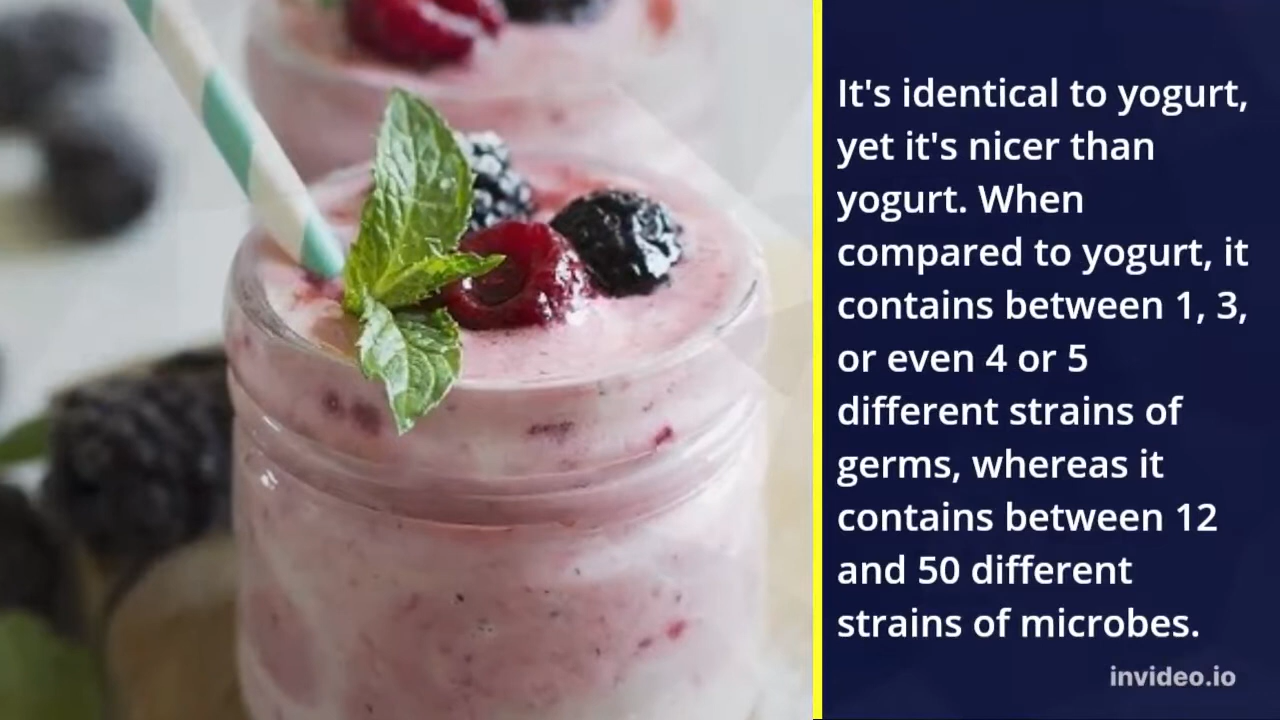 It's identical to yogurt,
yet it's nicer than
yogurt. When
compared to yogurt, it
contains between 1, 3,
or even 4 or 5
different strains of
germs, whereas it
contains between 12
and 50 different
strains of microbes.
invideo.io